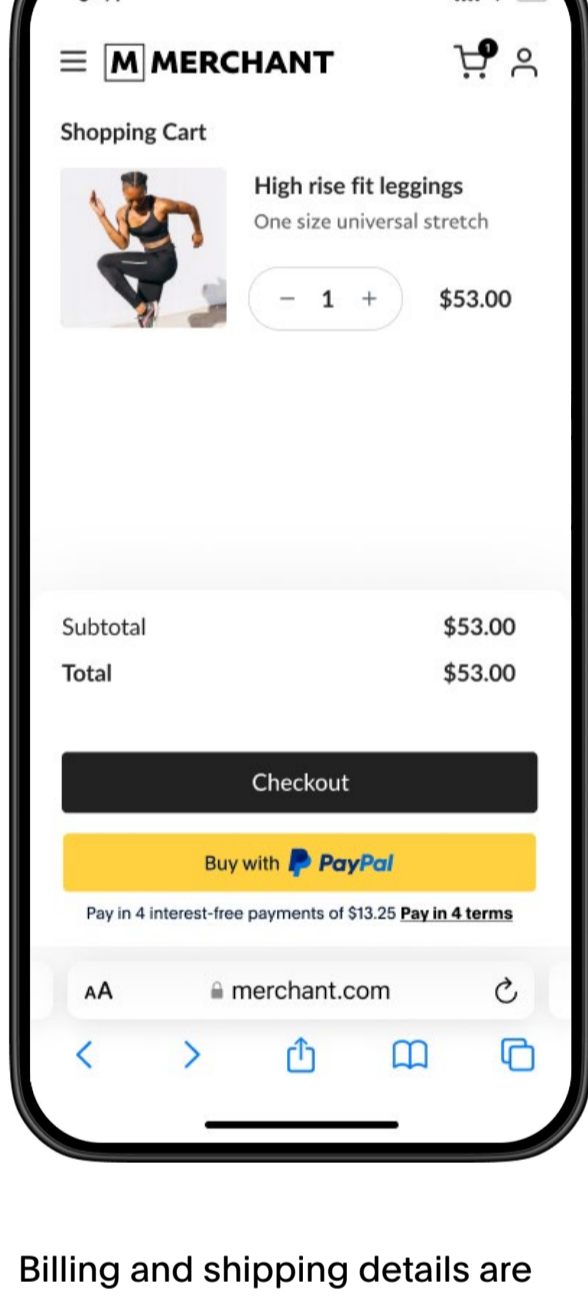 M MERCHANT
1
Shopping Cart
High rise fit leggings
One size universal stretch
− 1 + $53.00
Subtotal $53.00
Total $53.00
Checkout
Buy with PayPal
Pay in 4 interest-free payments of $13.25 Pay in 4 terms
AA merchant.com
Billing and shipping details are